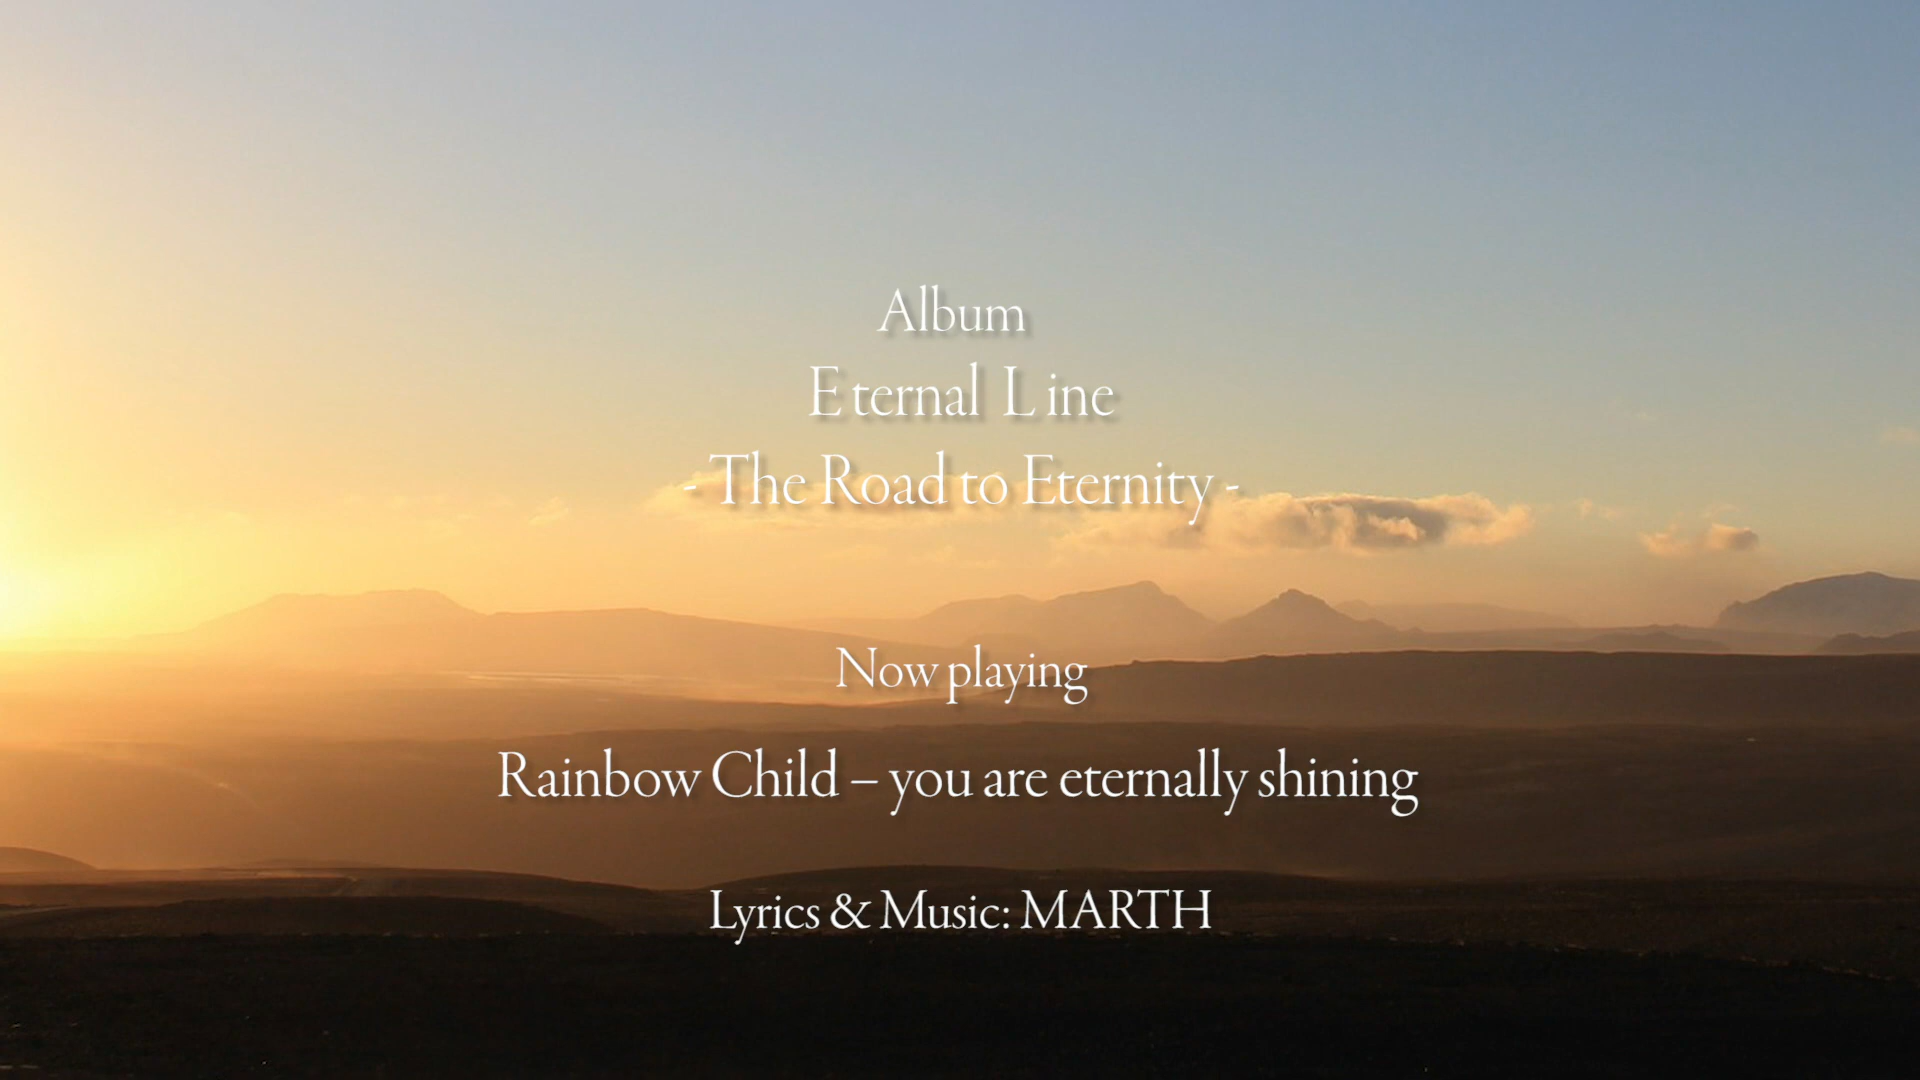 Album
Eternal Line
- The Road to Eternity -
Now playing
Rainbow Child – you are eternally shining
Lyrics & Music: MARTH